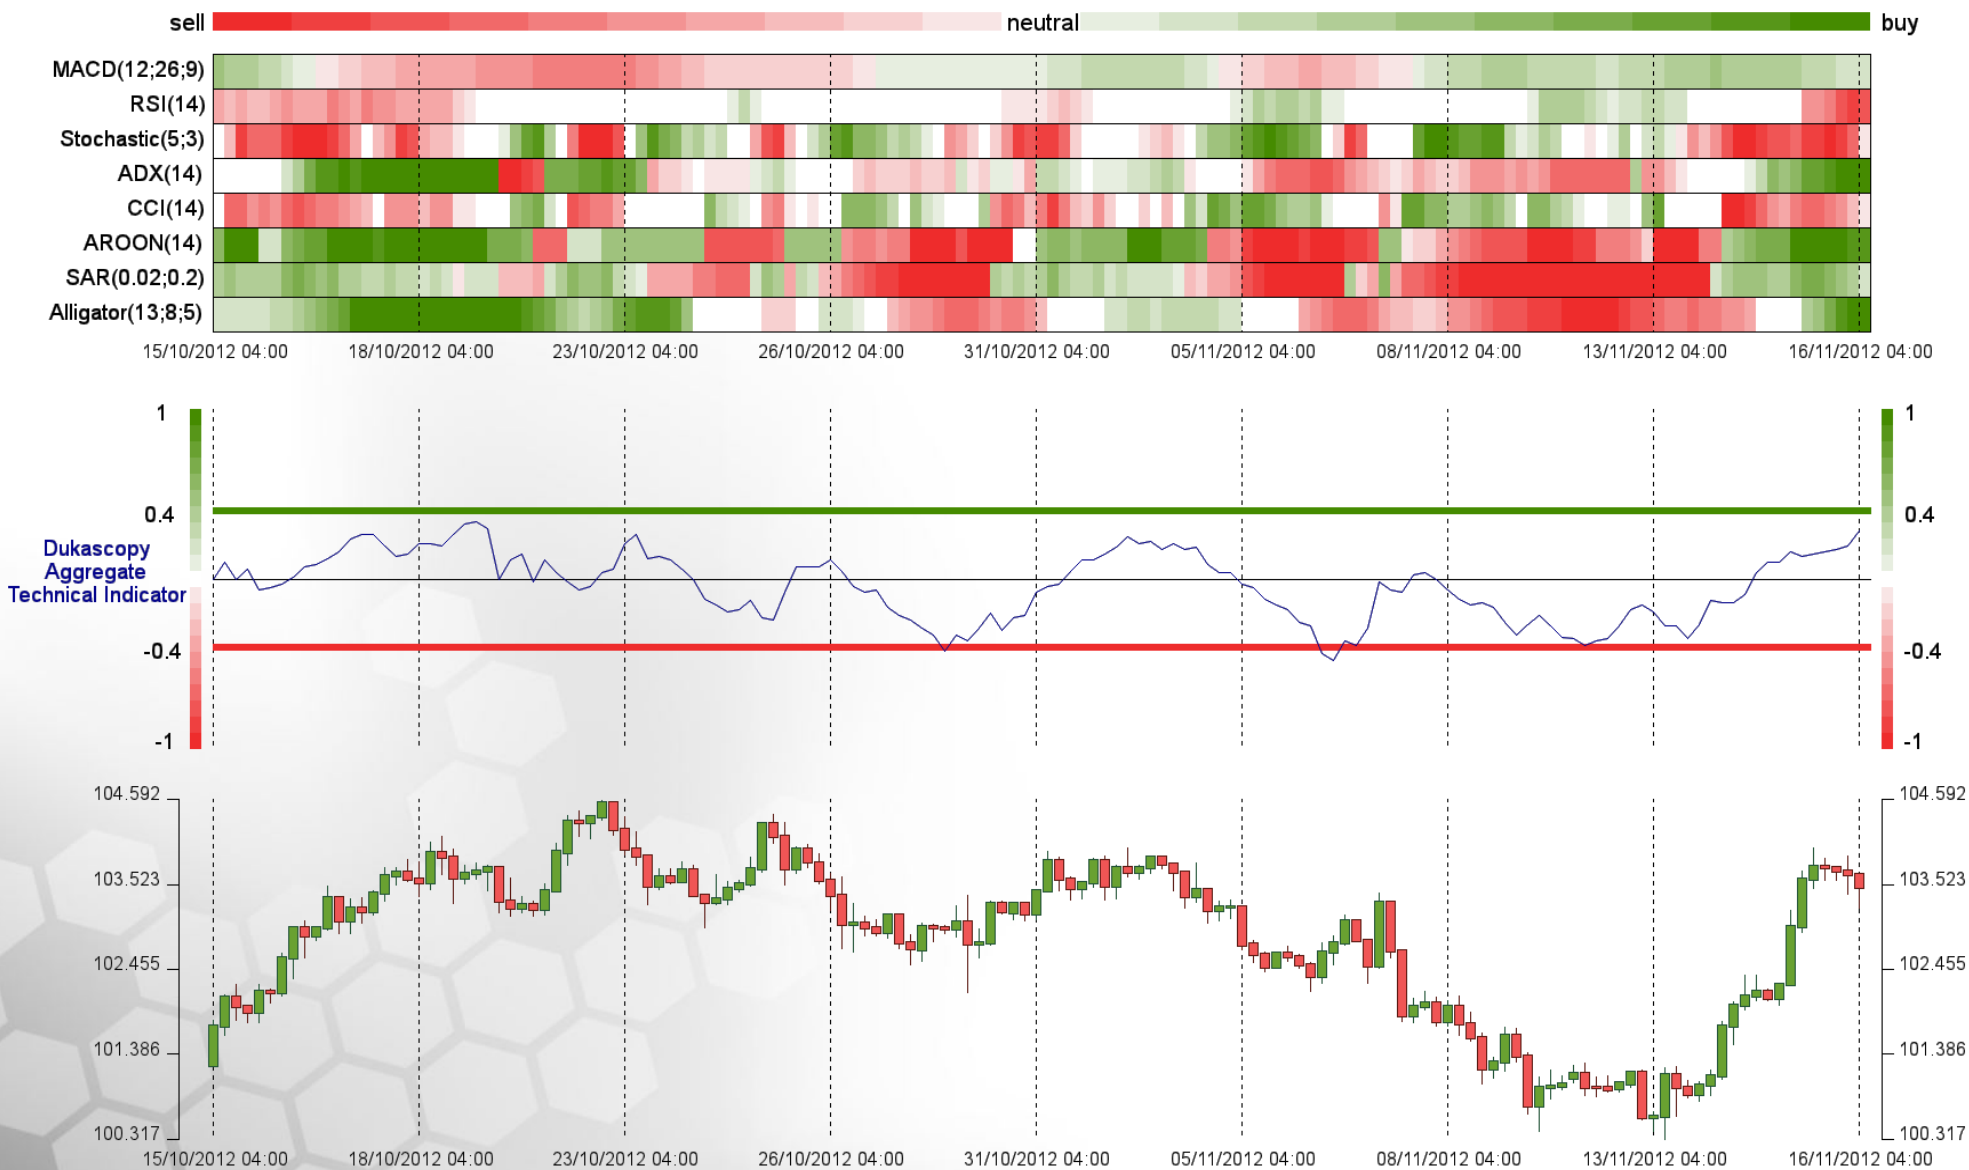 sell neutral buy
MACD(12;26;9)
RSI(14)
Stochastic(5;3)
ADX(14)
CCI(14)
AROON(14)
SAR(0.02;0.2)
Alligator(13;8;5)
15/10/2012 04:00 18/10/2012 04:00 23/10/2012 04:00 26/10/2012 04:00 31/10/2012 04:00 05/11/2012 04:00 08/11/2012 04:00 13/11/2012 04:00 16/11/2012 04:00
1 1
0.4 0.4
Dukascopy
Aggregate
Technical Indicator
-0.4 -0.4
-1 -1
104.592 104.592
103.523 103.523
102.455 102.455
101.386 101.386
100.317 100.317
15/10/2012 04:00 18/10/2012 04:00 23/10/2012 04:00 26/10/2012 04:00 31/10/2012 04:00 05/11/2012 04:00 08/11/2012 04:00 13/11/2012 04:00 16/11/2012 04:00